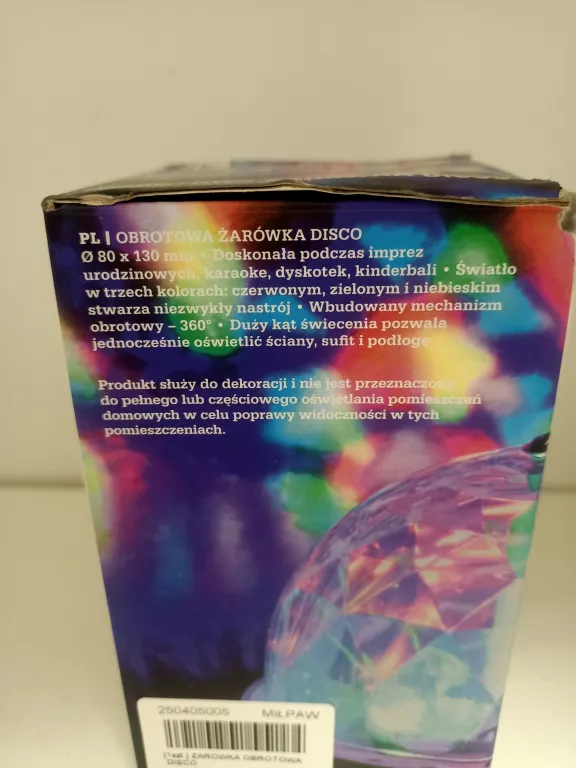 PL | OBROTOWA ŻARÓWKA DISCO
Ø 80 x 130 mm • Doskonała podczas imprez
urodzinowych, karaoke, dyskotek, kinderbali • Światło
w trzech kolorach: czerwonym, zielonym i niebieskim
stwarza niezwykły nastrój • Wbudowany mechanizm
obrotowy – 360° • Duży kąt świecenia pozwala
jednocześnie oświetlić ściany, sufit i podłogę
Produkt służy do dekoracji i nie jest przeznaczony
do pełnego lub częściowego oświetlania pomieszczeń
domowych w celu poprawy widoczności w tych
pomieszczeniach.
250405005 MIŁPAW
[1szt.] ŻARÓWKA OBROTOWA
DISCO